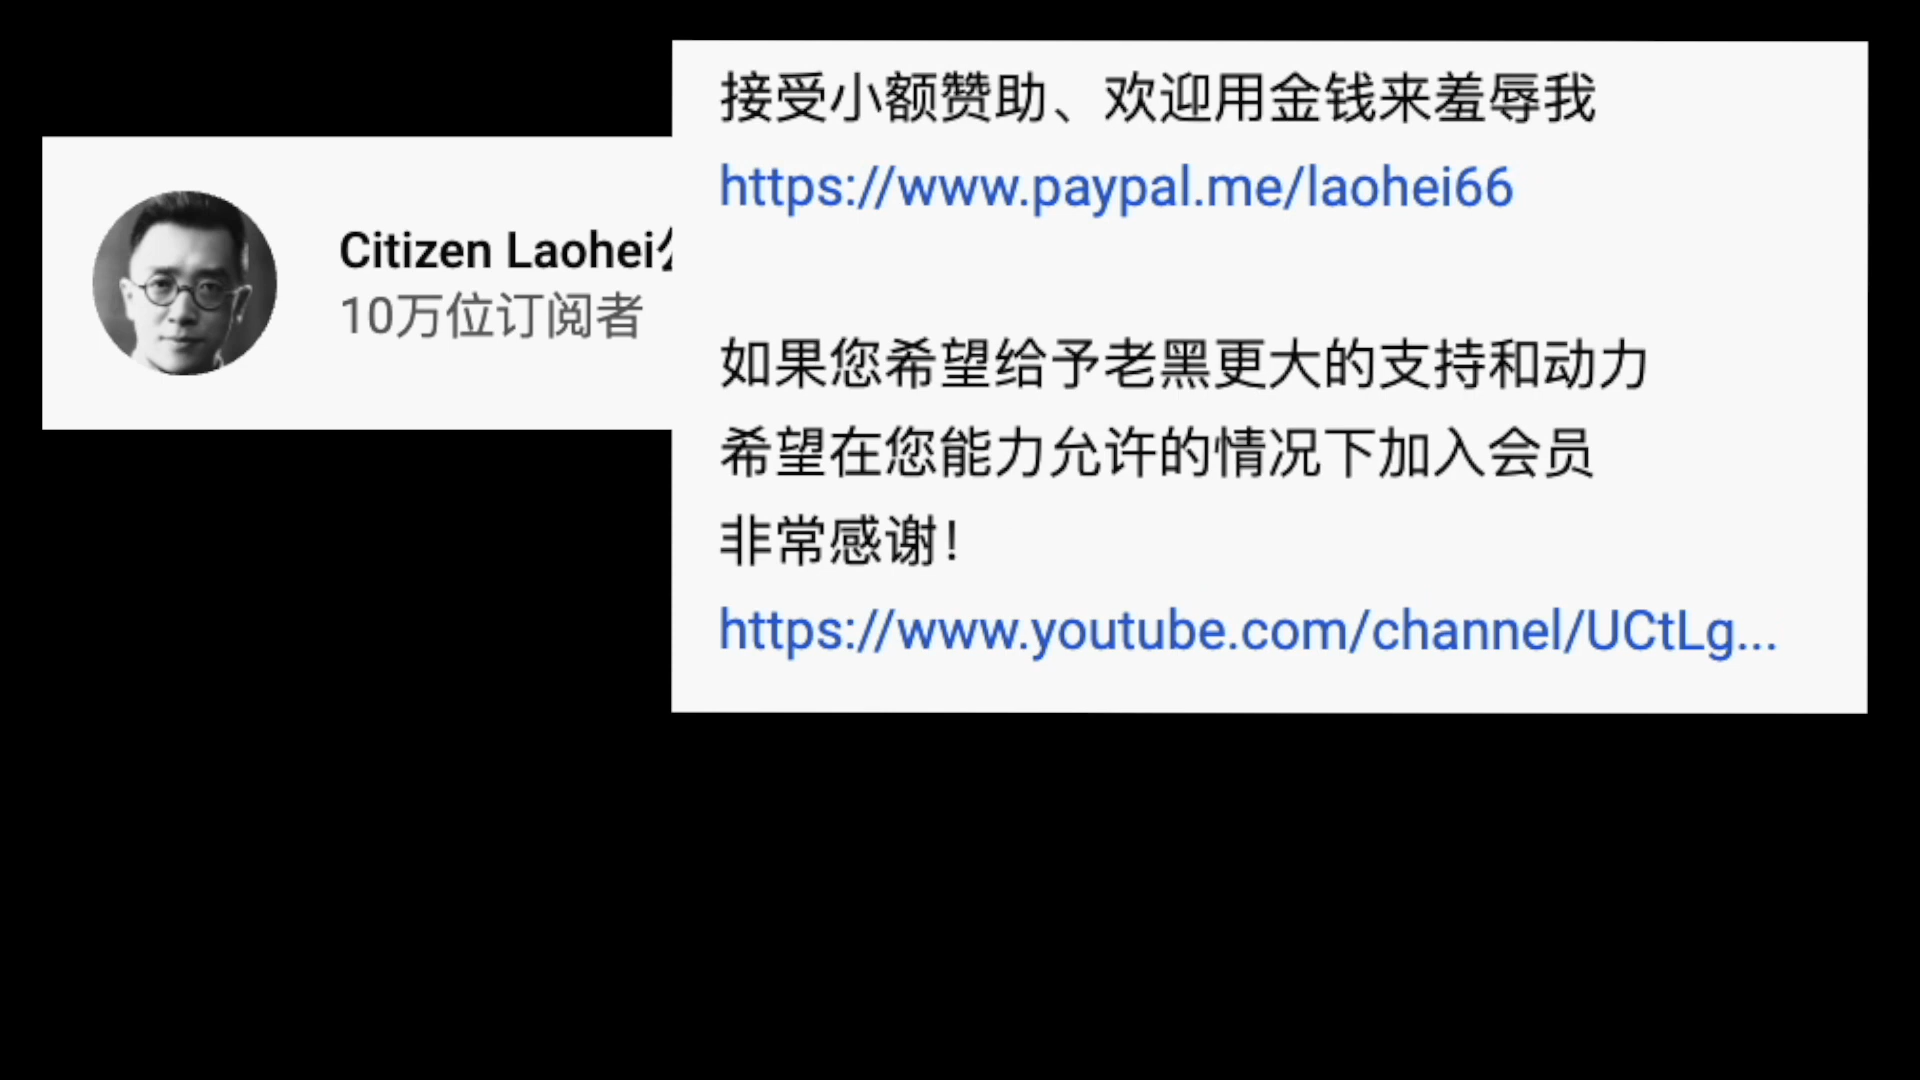 Citizen Laohei
10万位订阅者
接受小额赞助、欢迎用金钱来羞辱我
https://www.paypal.me/laohei66
如果您希望给予老黑更大的支持和动力
希望在您能力允许的情况下加入会员
非常感谢！
https://www.youtube.com/channel/UCtLg...